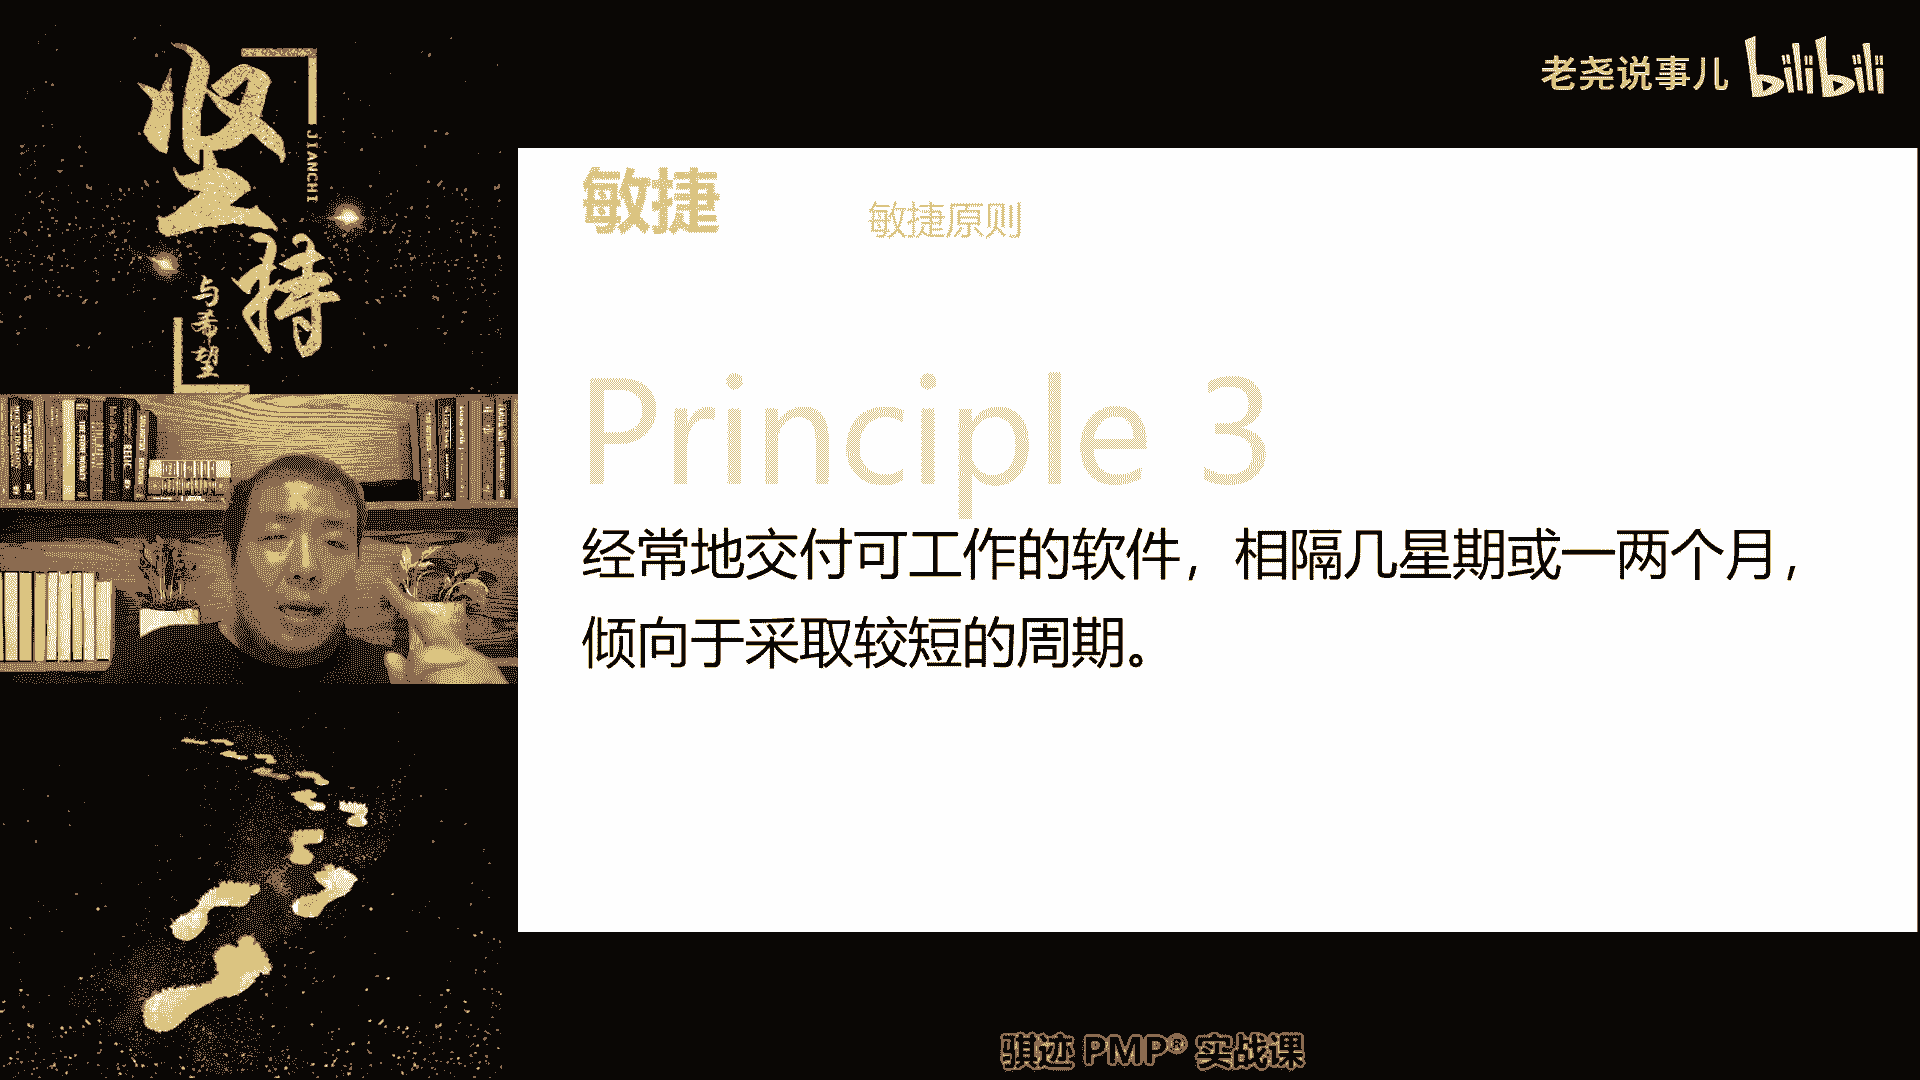 坚持
JIANCHI
与希望
老尧说事儿 bilibili
敏捷
敏捷原则
Principle 3
经常地交付可工作的软件，相隔几星期或一两个月，
倾向于采取较短的周期。
骐迹 PMP® 实战课